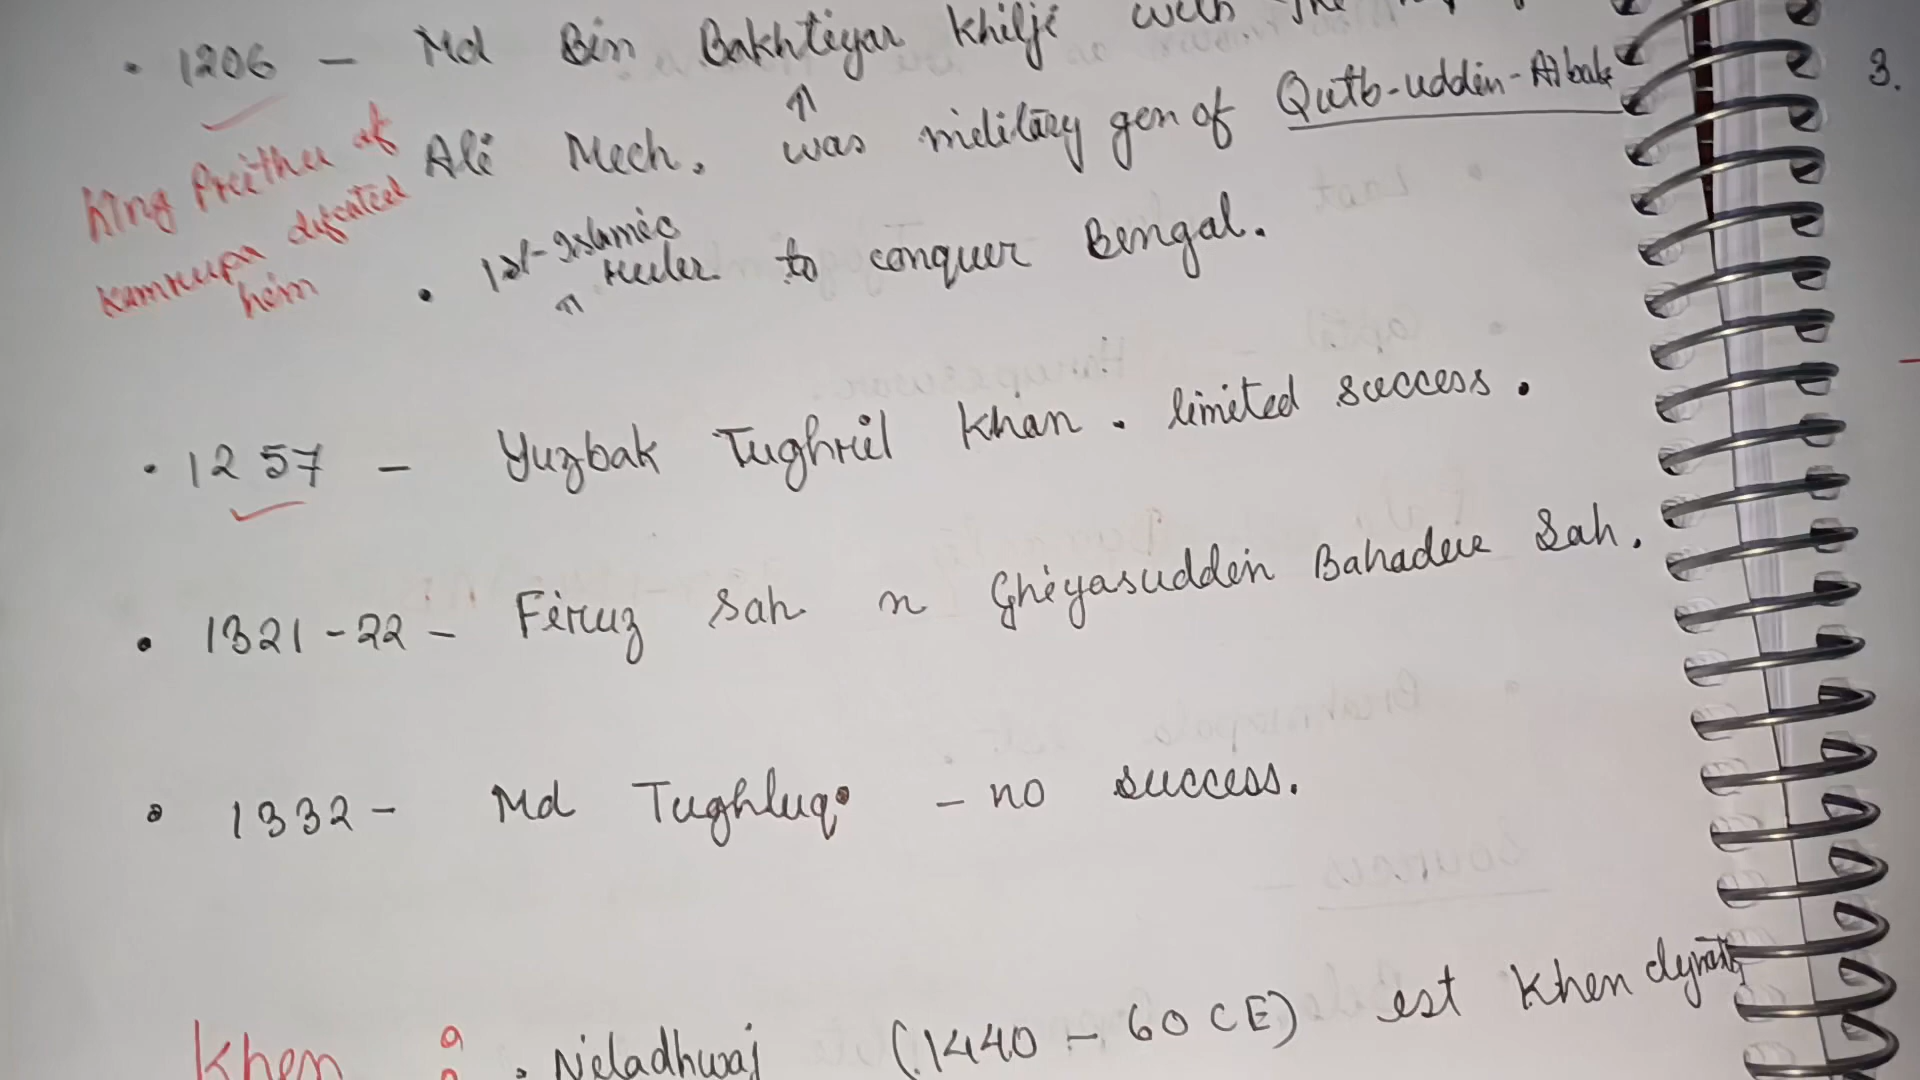 • 1206 – Md Bin Bakhtiyar Khilji with the
Ali Mech. was military gen of Qutb-uddin-Aibak
King Prithu of
Kamrupa defeated
him
• 1st Islamic
ruler to conquer Bengal.
• 1257 – Yuzbak Tughril Khan. limited success.
• 1321-22 – Firuz Sah n Ghiyasuddin Bahadur Sah.
• 1332 – Md Tughluq – no success.
Khen : • Niladhwaj (1440 – 60 CE) est Khen dynasty
3.